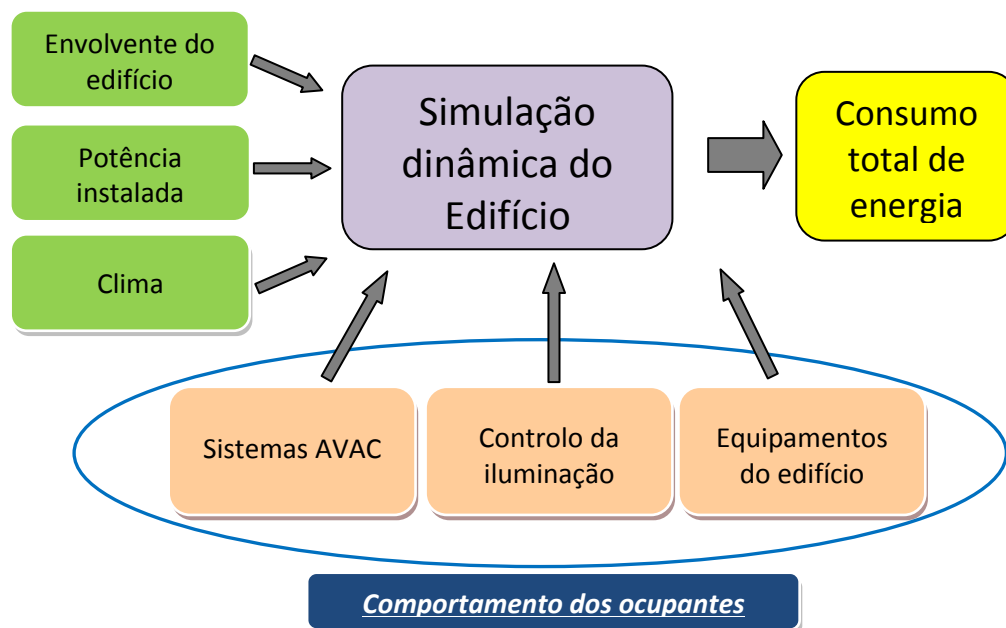 Envolvente do
edifício
Potência
instalada
Clima
Simulação
dinâmica do
Edifício
Consumo
total de
energia
Sistemas AVAC
Controlo da
iluminação
Equipamentos
do edifício
Comportamento dos ocupantes